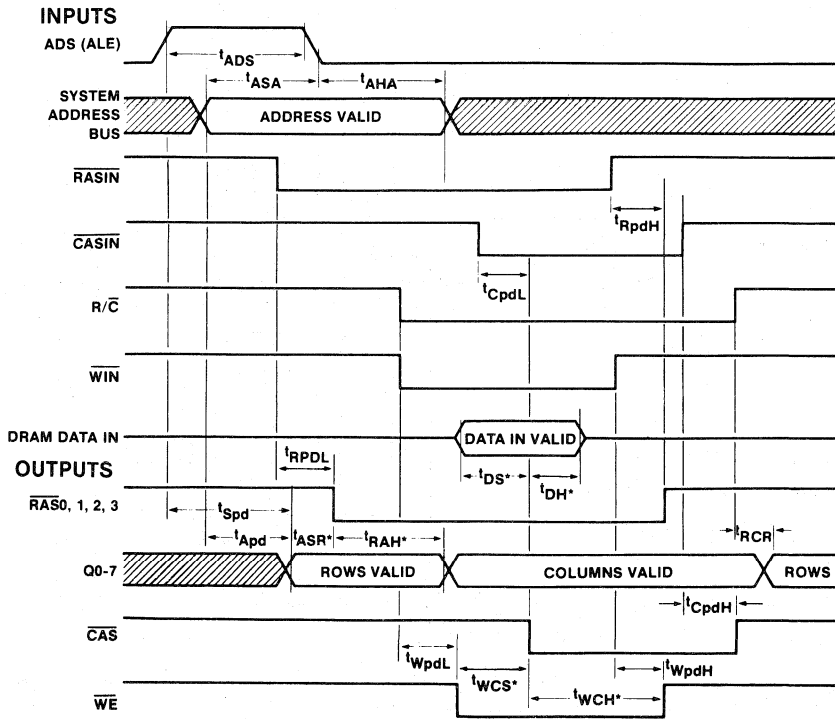 INPUTS
ADS (ALE)
tADS
tASA
tAHA
SYSTEM
ADDRESS
BUS
ADDRESS VALID
RASIN
tRpdH
CASIN
tCpdL
R/C
WIN
DRAM DATA IN
DATA IN VALID
OUTPUTS
tRPDL
tDS*
tDH*
RAS0, 1, 2, 3
tSpd
tApd
tASR*
tRAH*
tRCR
Q0-7
ROWS VALID
COLUMNS VALID
ROWS
tCpdH
CAS
tWpdL
tWCS*
tWpdH
tWCH*
WE